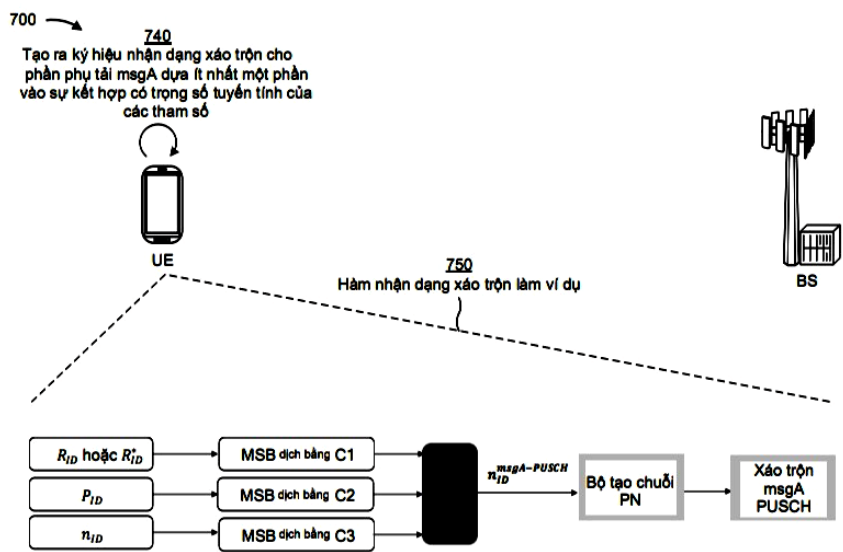 700
740
Tạo ra ký hiệu nhận dạng xáo trộn cho
phần phụ tải msgA dựa ít nhất một phần
vào sự kết hợp có trọng số tuyến tính của
các tham số
UE
BS
750
Hàm nhận dạng xáo trộn làm ví dụ
R_ID hoặc R*_ID
MSB dịch bằng C1
P_ID
MSB dịch bằng C2
n_ID
MSB dịch bằng C3
n_ID^msgA-PUSCH
Bộ tạo chuỗi
PN
Xáo trộn
msgA
PUSCH